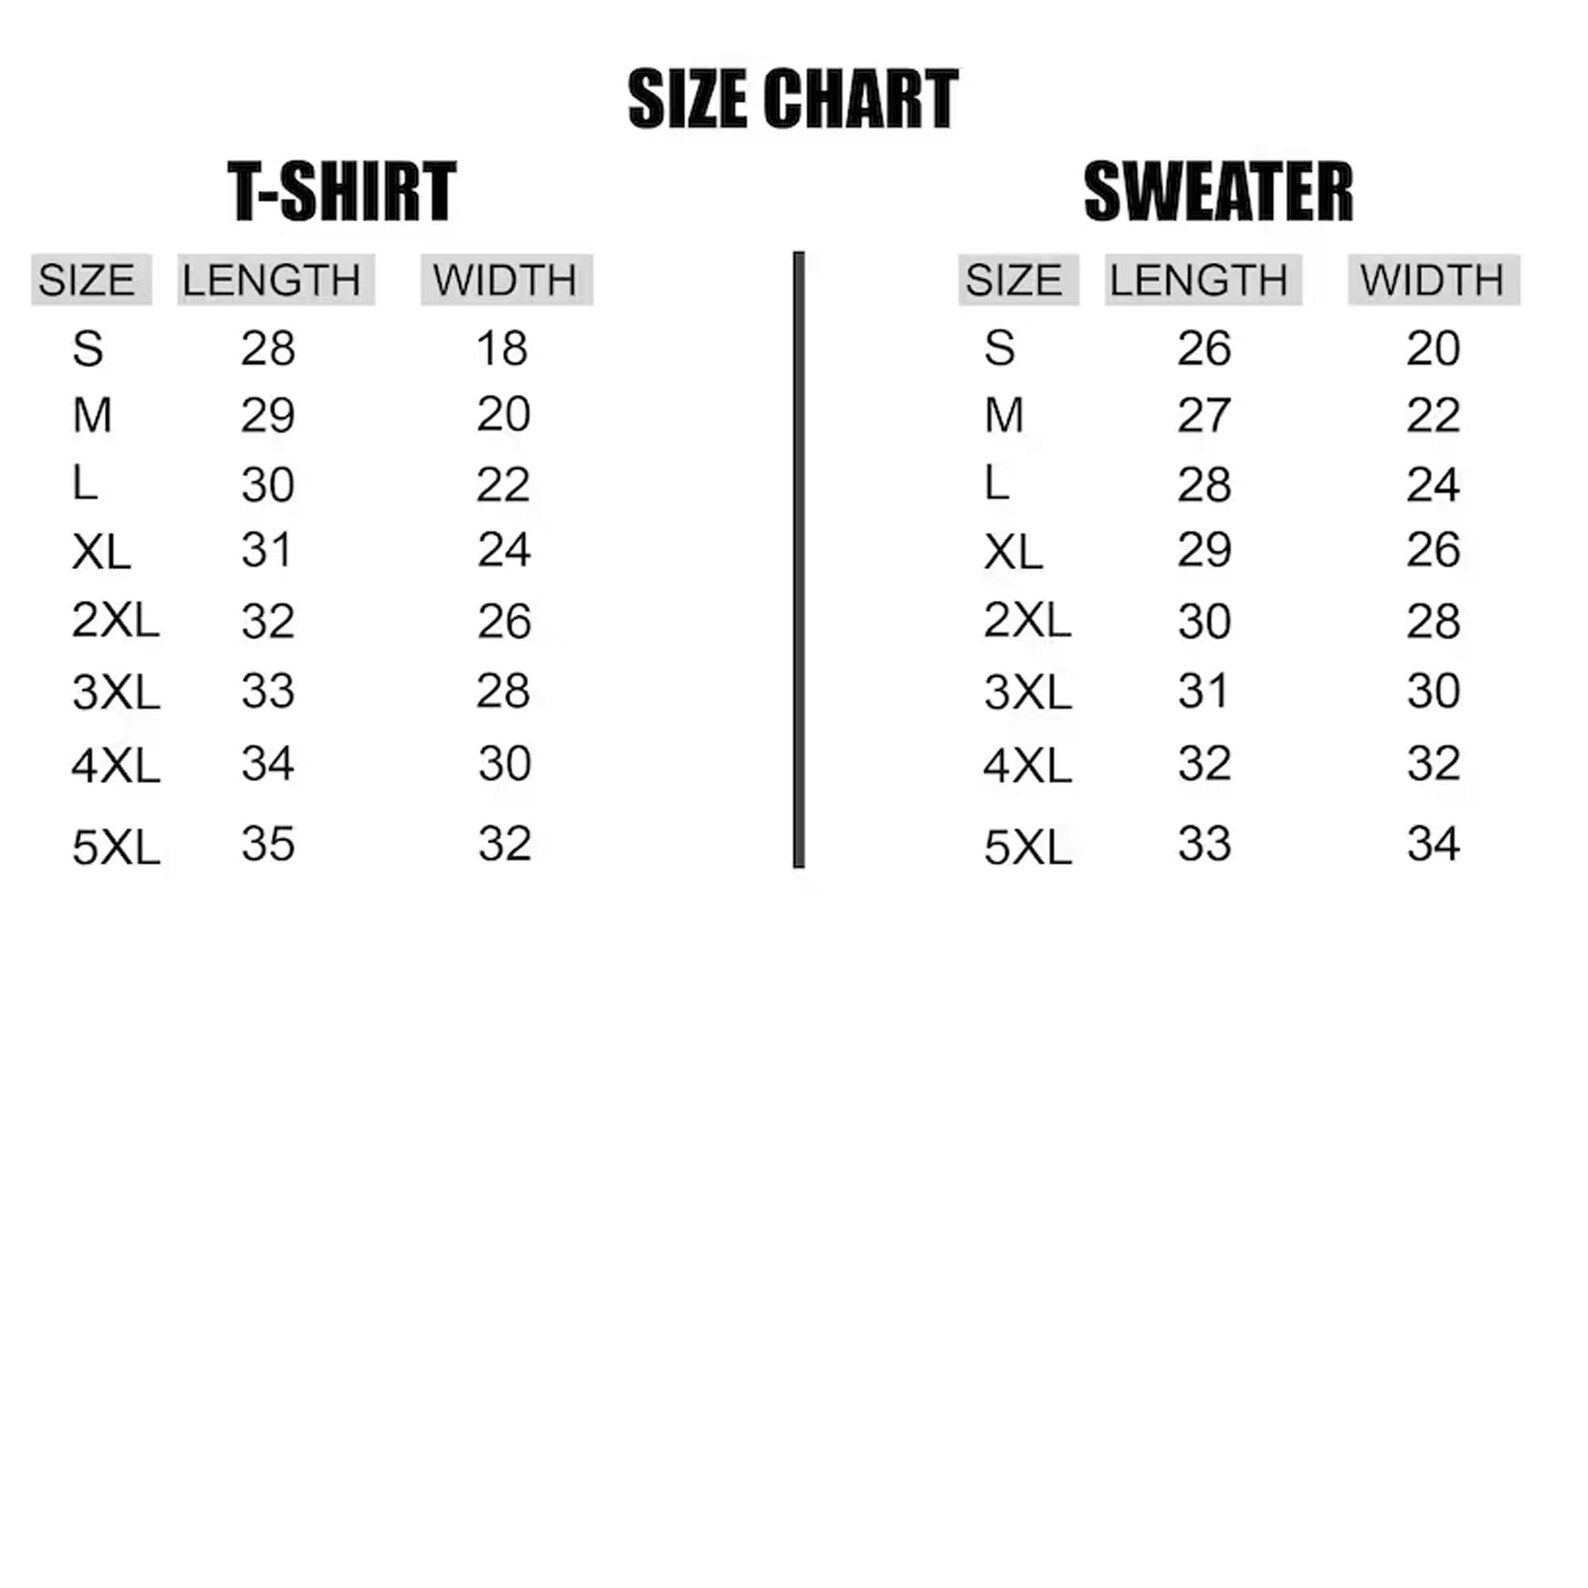 SIZE CHART
T-SHIRT
SIZE LENGTH WIDTH
S 28 18
M 29 20
L 30 22
XL 31 24
2XL 32 26
3XL 33 28
4XL 34 30
5XL 35 32
SWEATER
SIZE LENGTH WIDTH
S 26 20
M 27 22
L 28 24
XL 29 26
2XL 30 28
3XL 31 30
4XL 32 32
5XL 33 34